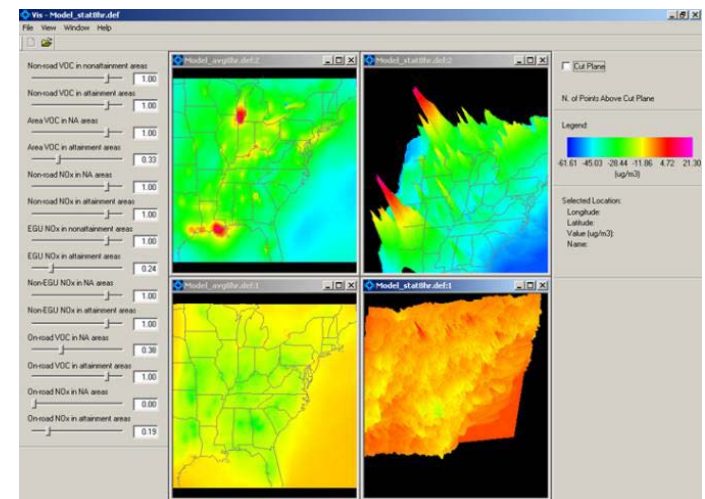 Vis - Model_stat8hr.def
File View Window Help
Non-road VOC in nonattainment areas
1.00
Non-road VOC in attainment areas
1.00
Area VOC in NA areas
1.00
Area VOC in attainment areas
0.33
Non-road NOx in NA areas
1.00
Non-road NOx in attainment areas
1.00
EGU NOx in nonattainment areas
1.00
EGU NOx in attainment areas
0.24
Non-EGU NOx in NA areas
1.00
Non-EGU NOx in attainment areas
1.00
On-road VOC in NA areas
0.38
On-road VOC in attainment areas
1.00
On-road NOx in NA areas
0.00
On-road NOx in attainment areas
0.19
Model_avg8hr.def:2
Model_stat8hr.def:2
Model_avg8hr.def:1
Model_stat8hr.def:1
Cut Plane
N. of Points Above Cut Plane
Legend:
-61.61 -45.03 -28.44 -11.86 4.72 21.30
(ug/m3)
Selected Location:
Longitude:
Latitude:
Value (ug/m3):
Name: